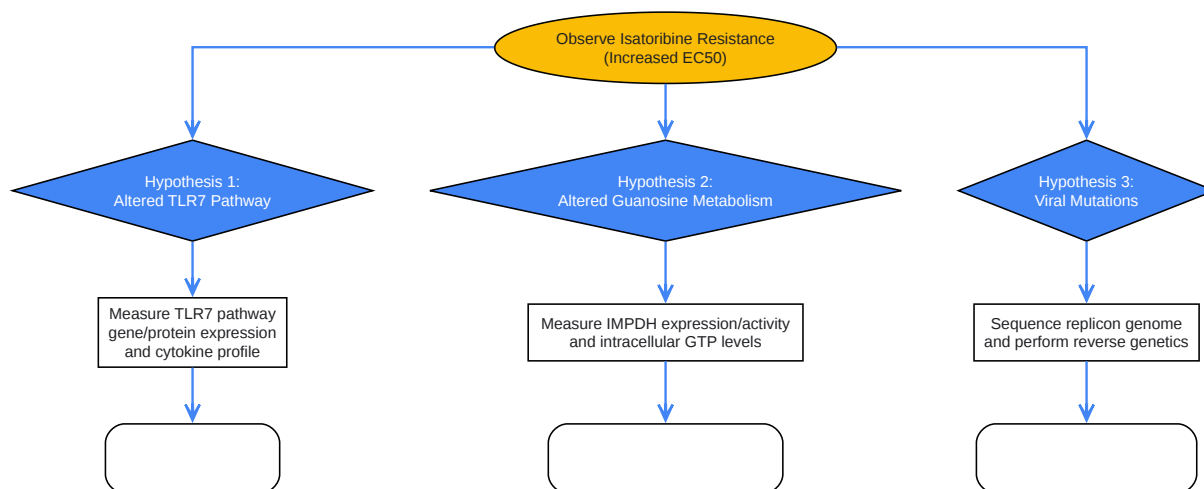 Observe Isatoribine Resistance
(Increased EC50)
Hypothesis 1:
Altered TLR7 Pathway
Hypothesis 2:
Altered Guanosine Metabolism
Hypothesis 3:
Viral Mutations
Measure TLR7 pathway
gene/protein expression
and cytokine profile
Measure IMPDH expression/activity
and intracellular GTP levels
Sequence replicon genome
and perform reverse genetics